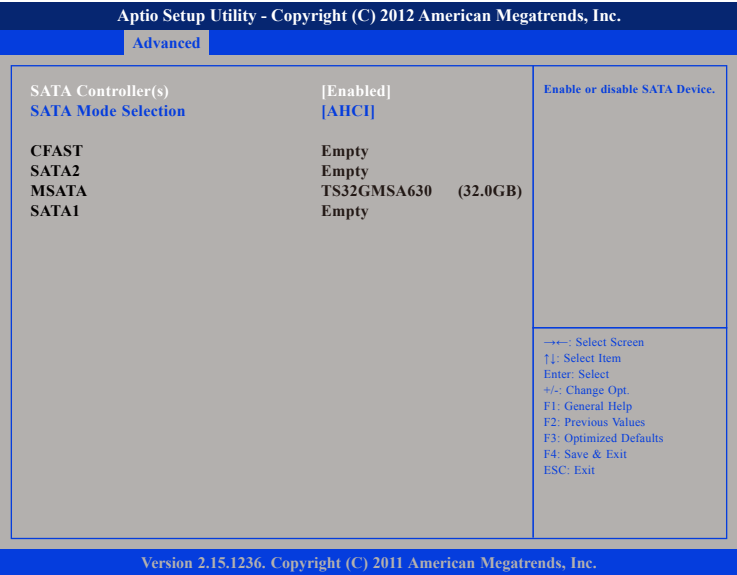 Aptio Setup Utility - Copyright (C) 2012 American Megatrends, Inc.
Advanced
SATA Controller(s) [Enabled]
SATA Mode Selection [AHCI]
CFAST Empty
SATA2 Empty
MSATA TS32GMSA630 (32.0GB)
SATA1 Empty
Enable or disable SATA Device.
→←: Select Screen
↑↓: Select Item
Enter: Select
+/-: Change Opt.
F1: General Help
F2: Previous Values
F3: Optimized Defaults
F4: Save & Exit
ESC: Exit
Version 2.15.1236. Copyright (C) 2011 American Megatrends, Inc.